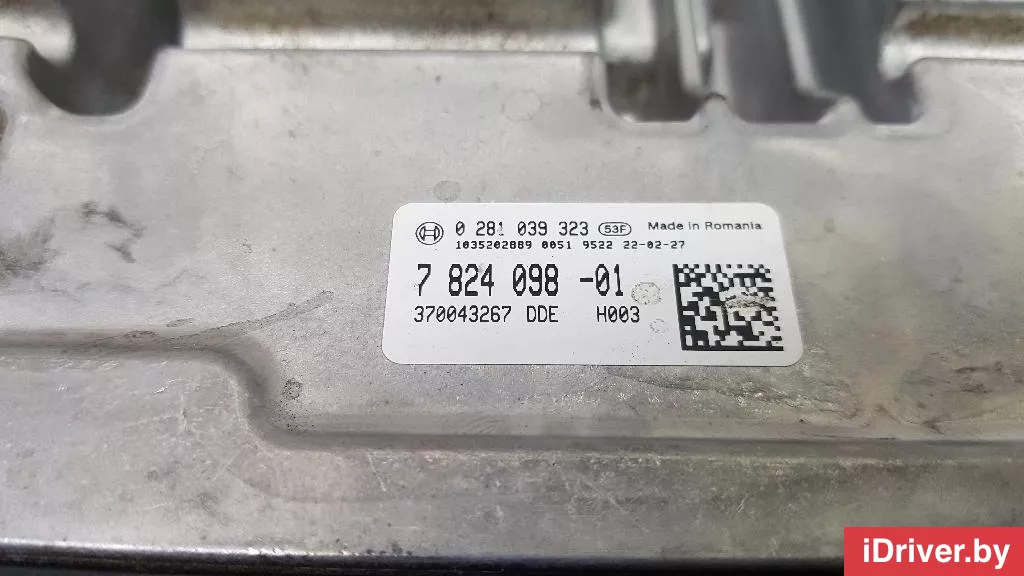 0 281 039 323 53F Made in Romania
1035202889 0051 9522 22-02-27
7 824 098 -01
370043267 DDE H003
iDriver.by